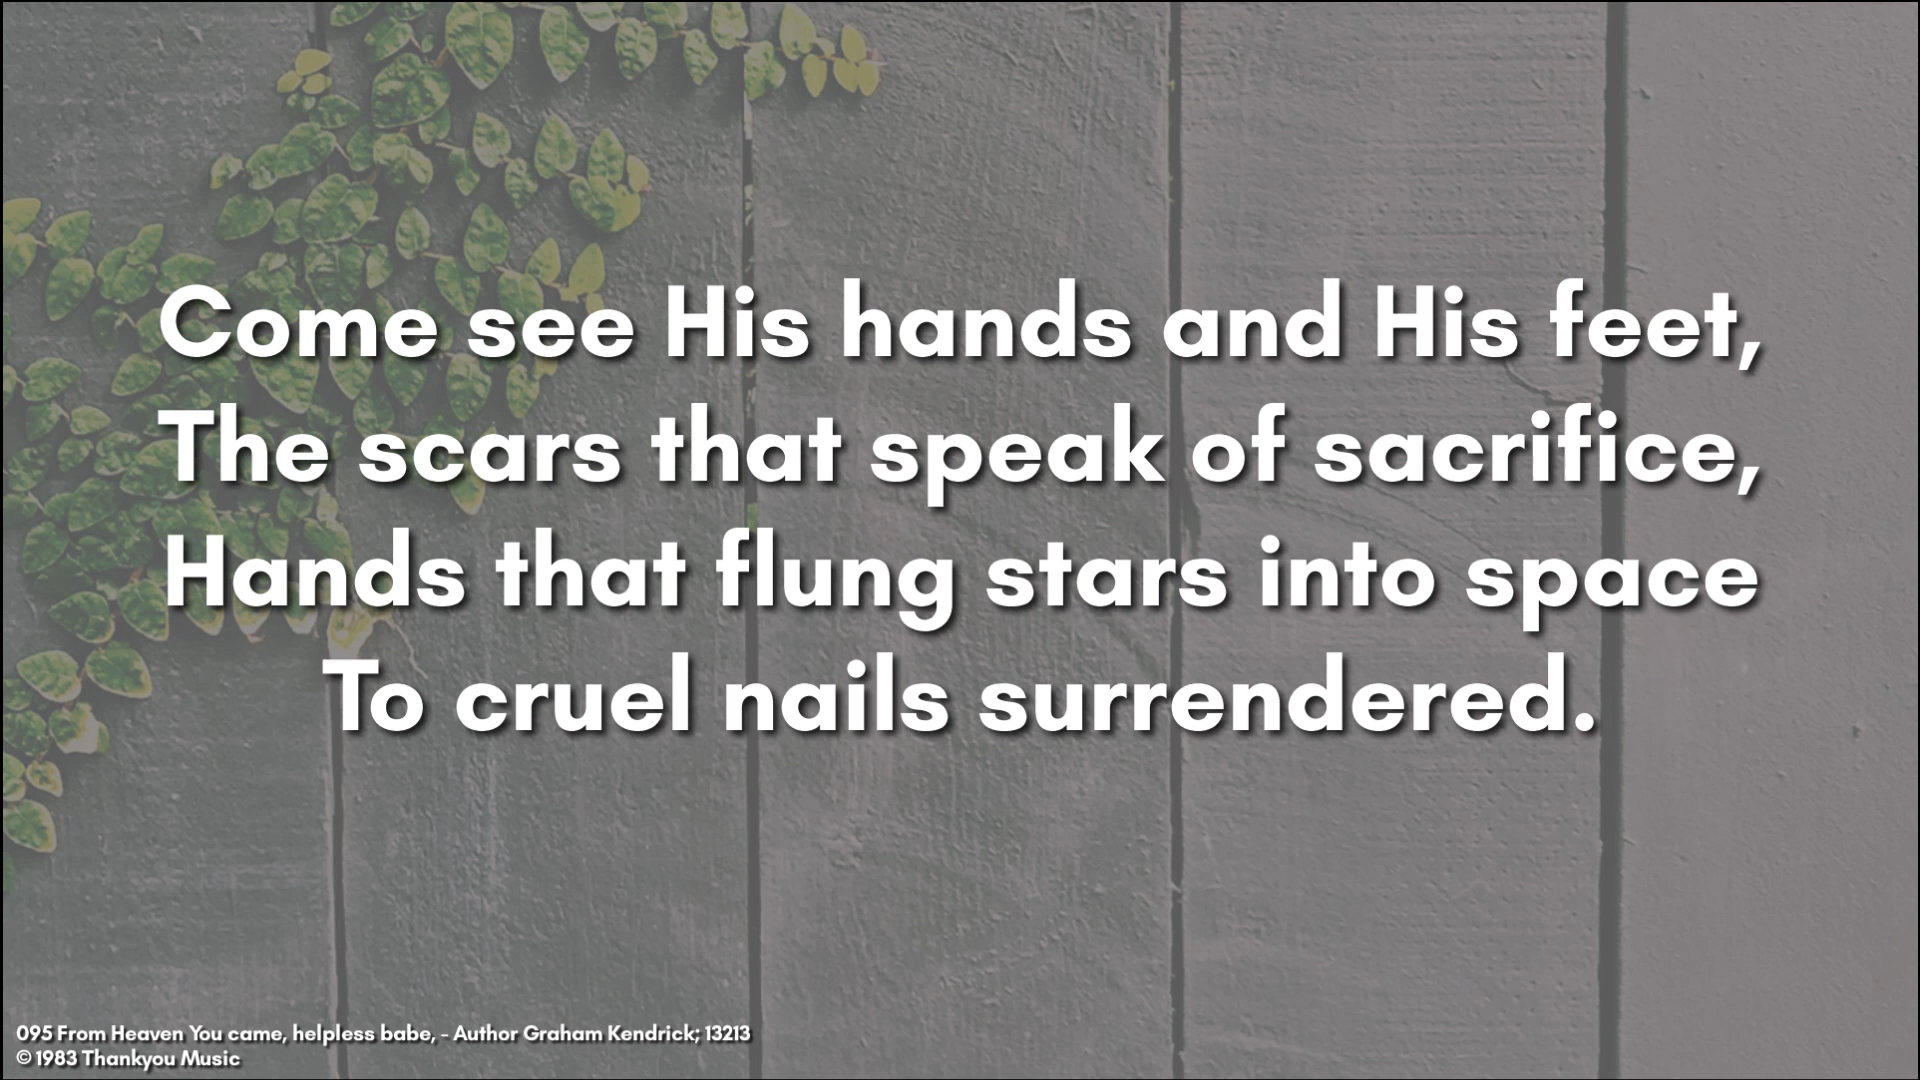 Come see His hands and His feet,
The scars that speak of sacrifice,
Hands that flung stars into space
To cruel nails surrendered.
095 From Heaven You came, helpless babe, - Author Graham Kendrick; 13213
© 1983 Thankyou Music